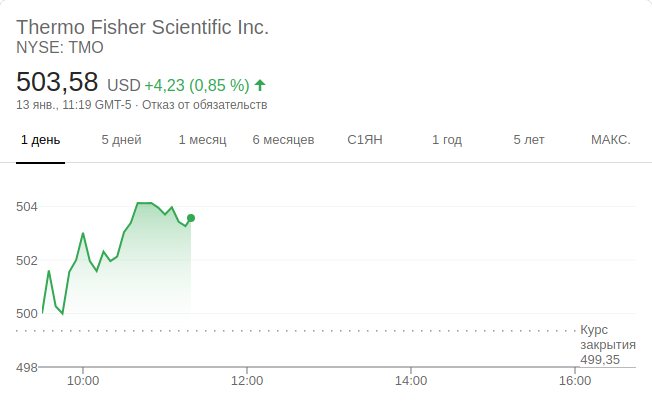 Thermo Fisher Scientific Inc.
NYSE: TMO
503,58 USD +4,23 (0,85 %)
13 янв., 11:19 GMT-5 · Отказ от обязательств
1 день 5 дней 1 месяц 6 месяцев С1ЯН 1 год 5 лет МАКС.
504
502
500
Курс
закрытия
499,35
498
10:00 12:00 14:00 16:00